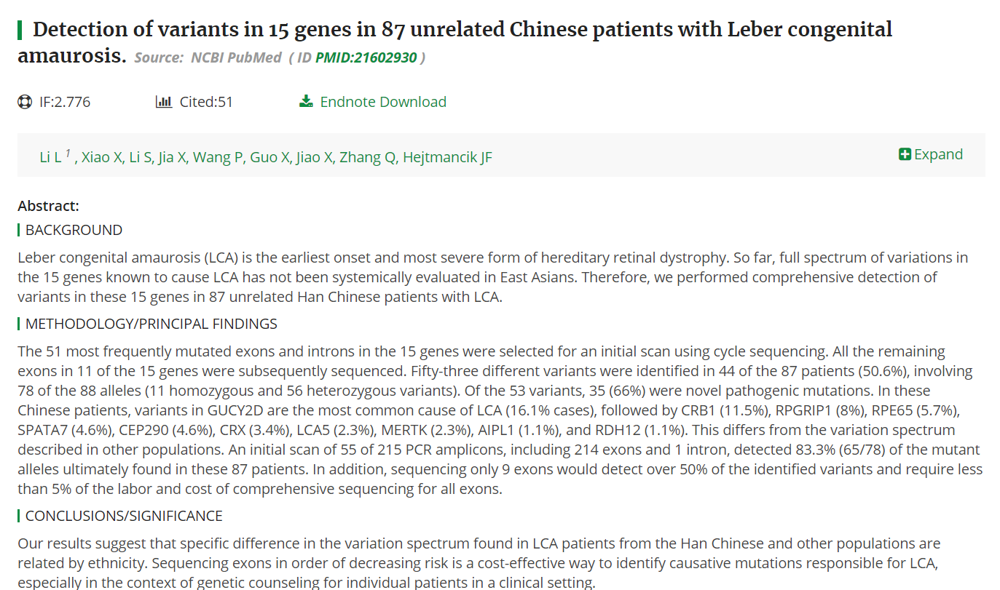 Detection of variants in 15 genes in 87 unrelated Chinese patients with Leber congenital
amaurosis. Source: NCBI PubMed ( ID PMID:21602930 )
IF:2.776 Cited:51 Endnote Download
Li L 1 , Xiao X, Li S, Jia X, Wang P, Guo X, Jiao X, Zhang Q, Hejtmancik JF Expand
Abstract:
BACKGROUND
Leber congenital amaurosis (LCA) is the earliest onset and most severe form of hereditary retinal dystrophy. So far, full spectrum of variations in
the 15 genes known to cause LCA has not been systemically evaluated in East Asians. Therefore, we performed comprehensive detection of
variants in these 15 genes in 87 unrelated Han Chinese patients with LCA.
METHODOLOGY/PRINCIPAL FINDINGS
The 51 most frequently mutated exons and introns in the 15 genes were selected for an initial scan using cycle sequencing. All the remaining
exons in 11 of the 15 genes were subsequently sequenced. Fifty-three different variants were identified in 44 of the 87 patients (50.6%), involving
78 of the 88 alleles (11 homozygous and 56 heterozygous variants). Of the 53 variants, 35 (66%) were novel pathogenic mutations. In these
Chinese patients, variants in GUCY2D are the most common cause of LCA (16.1% cases), followed by CRB1 (11.5%), RPGRIP1 (8%), RPE65 (5.7%),
SPATA7 (4.6%), CEP290 (4.6%), CRX (3.4%), LCA5 (2.3%), MERTK (2.3%), AIPL1 (1.1%), and RDH12 (1.1%). This differs from the variation spectrum
described in other populations. An initial scan of 55 of 215 PCR amplicons, including 214 exons and 1 intron, detected 83.3% (65/78) of the mutant
alleles ultimately found in these 87 patients. In addition, sequencing only 9 exons would detect over 50% of the identified variants and require less
than 5% of the labor and cost of comprehensive sequencing for all exons.
CONCLUSIONS/SIGNIFICANCE
Our results suggest that specific difference in the variation spectrum found in LCA patients from the Han Chinese and other populations are
related by ethnicity. Sequencing exons in order of decreasing risk is a cost-effective way to identify causative mutations responsible for LCA,
especially in the context of genetic counseling for individual patients in a clinical setting.